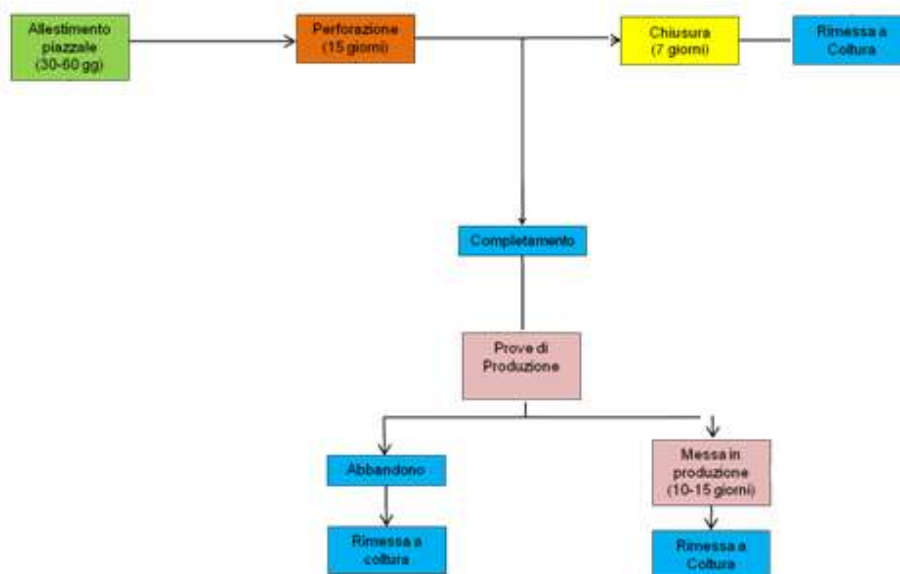 Allestimento
piazzale
(30-60 gg)
Perforazione
(15 giorni)
Chiusura
(7 giorni)
Rimessa a
Coltura
Completamento
Prove di
Produzione
Abbandono
Messa in
produzione
(10-15 giorni)
Rimessa a
coltura
Rimessa a
Coltura